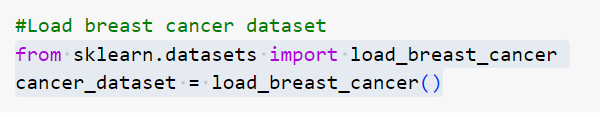 #Load breast cancer dataset
from sklearn.datasets import load_breast_cancer
cancer_dataset = load_breast_cancer()